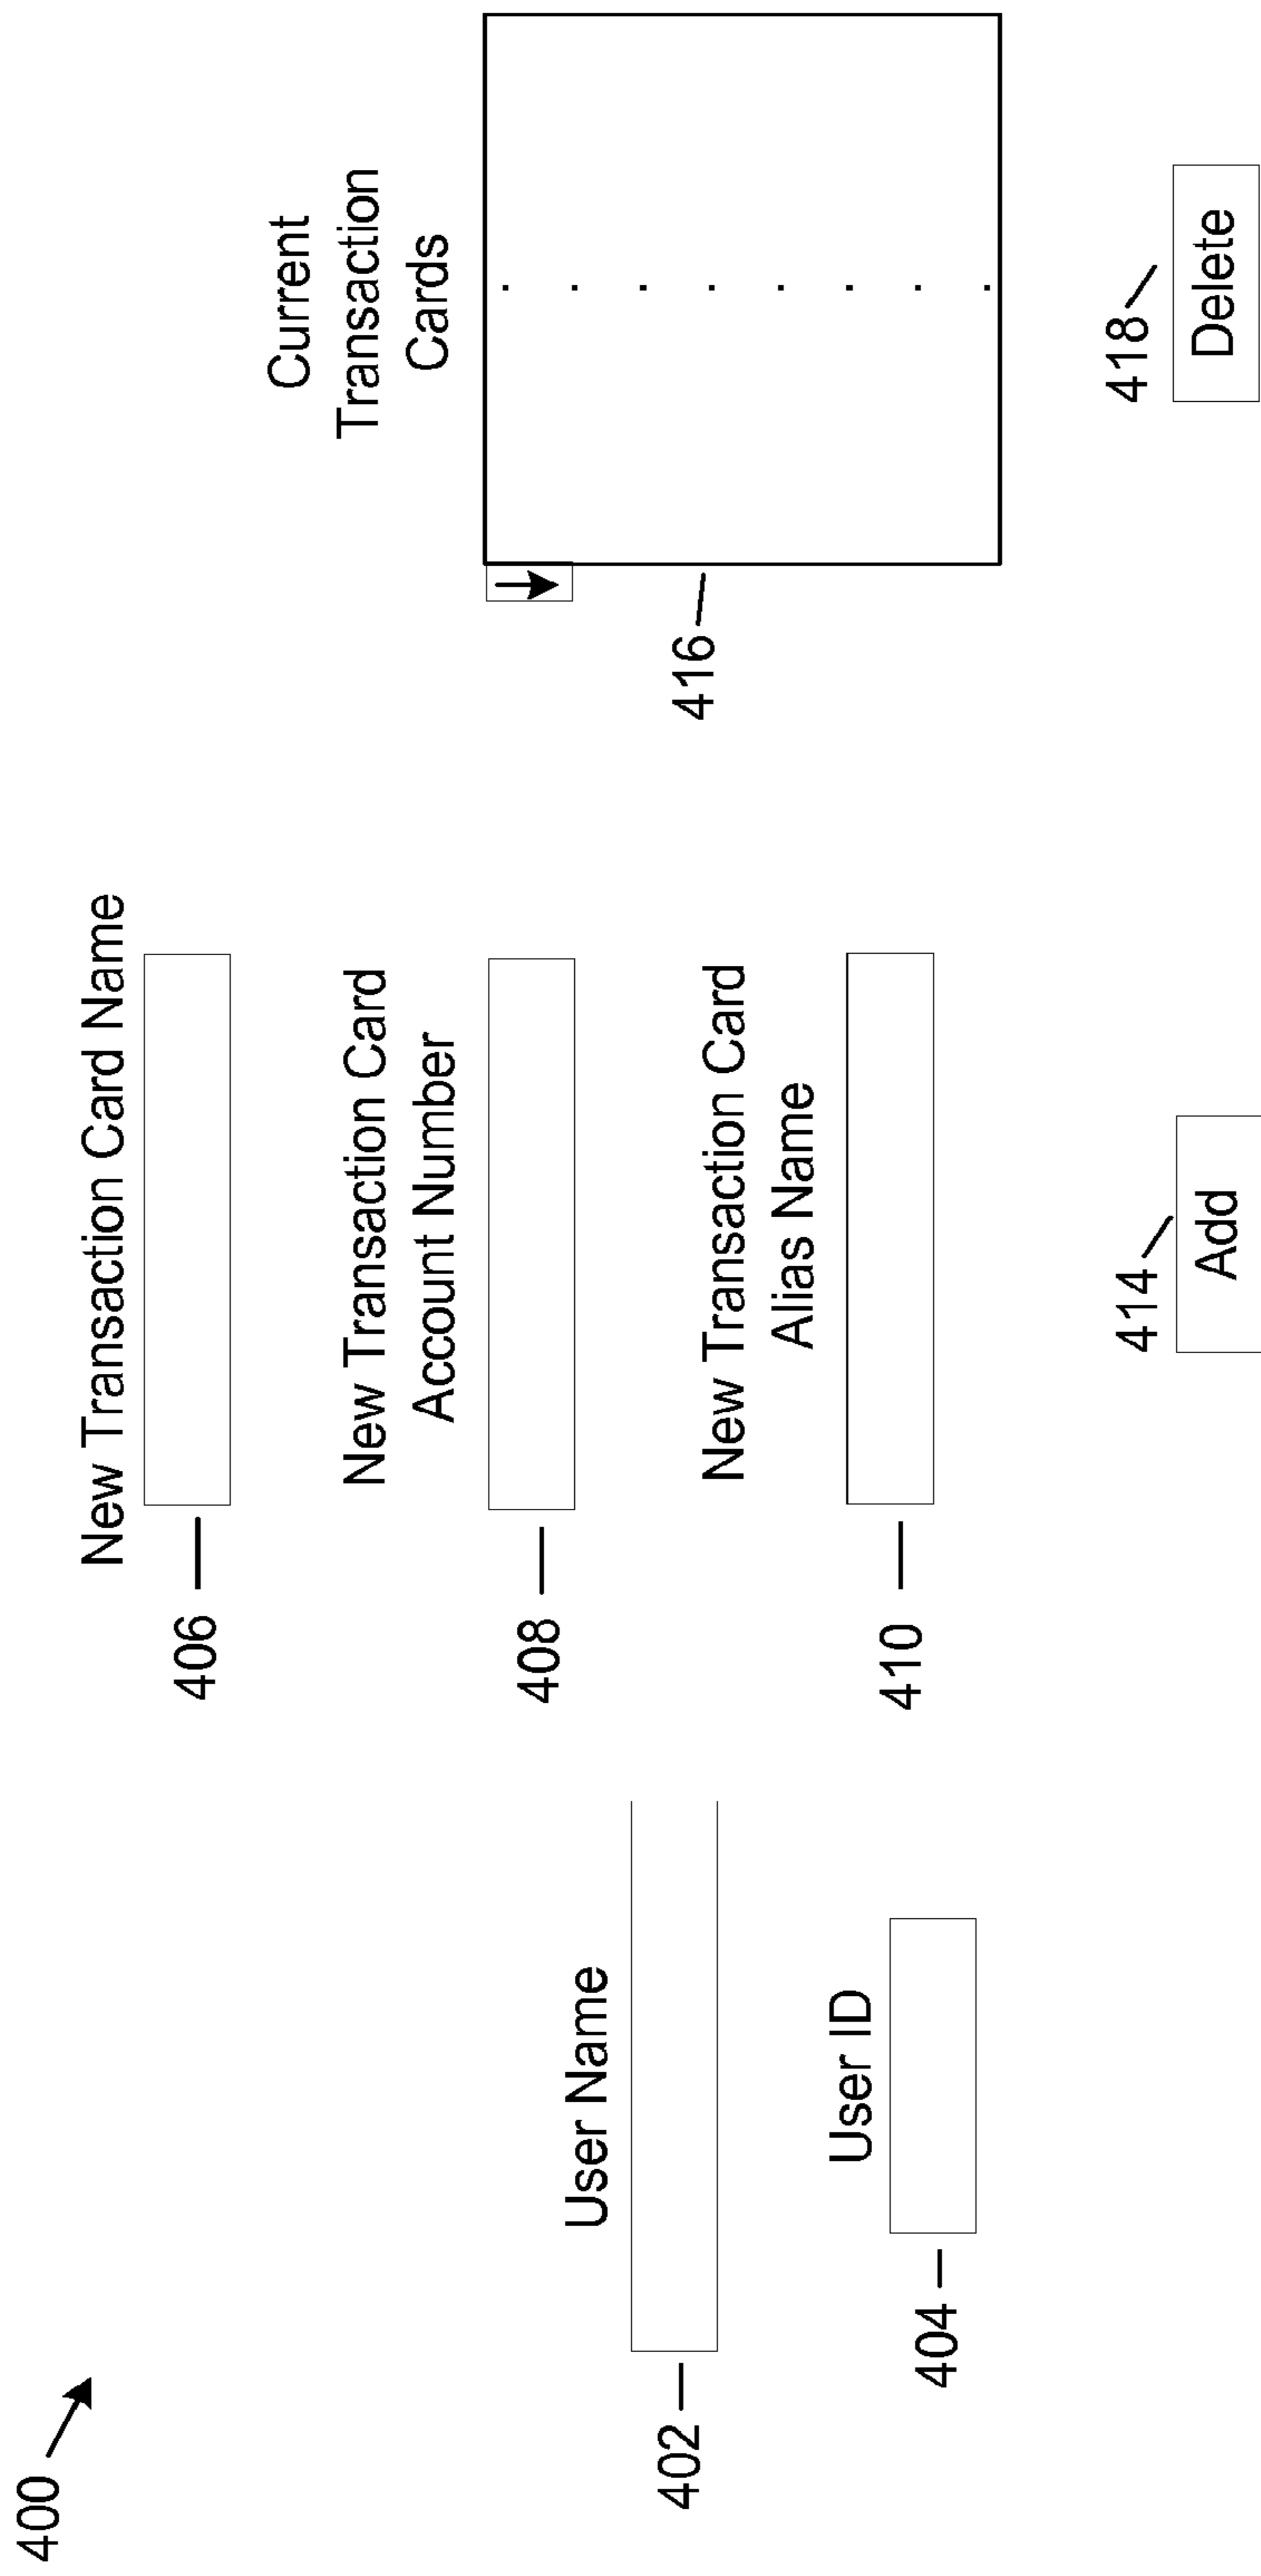 400
User Name
402
User ID
404
New Transaction Card Name
406
New Transaction Card
Account Number
408
New Transaction Card
Alias Name
410
414
Add
Current
Transaction
Cards
416
418
Delete